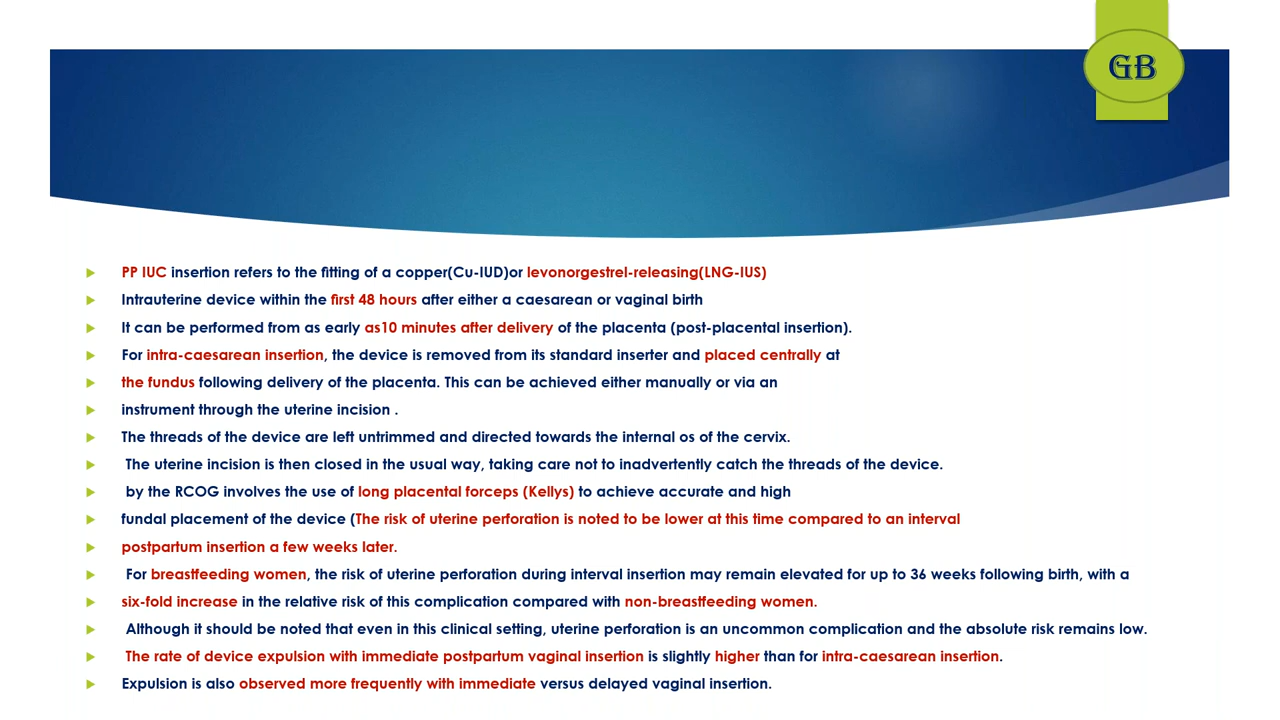 GB
PP IUC insertion refers to the fitting of a copper(Cu-IUD)or levonorgestrel-releasing(LNG-IUS)
Intrauterine device within the first 48 hours after either a caesarean or vaginal birth
It can be performed from as early as10 minutes after delivery of the placenta (post-placental insertion).
For intra-caesarean insertion, the device is removed from its standard inserter and placed centrally at
the fundus following delivery of the placenta. This can be achieved either manually or via an
instrument through the uterine incision .
The threads of the device are left untrimmed and directed towards the internal os of the cervix.
The uterine incision is then closed in the usual way, taking care not to inadvertently catch the threads of the device.
by the RCOG involves the use of long placental forceps (Kellys) to achieve accurate and high
fundal placement of the device (The risk of uterine perforation is noted to be lower at this time compared to an interval
postpartum insertion a few weeks later.
For breastfeeding women, the risk of uterine perforation during interval insertion may remain elevated for up to 36 weeks following birth, with a
six-fold increase in the relative risk of this complication compared with non-breastfeeding women.
Although it should be noted that even in this clinical setting, uterine perforation is an uncommon complication and the absolute risk remains low.
The rate of device expulsion with immediate postpartum vaginal insertion is slightly higher than for intra-caesarean insertion.
Expulsion is also observed more frequently with immediate versus delayed vaginal insertion.